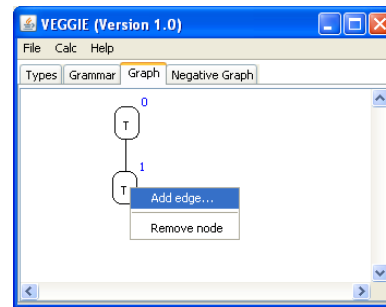 VEGGIE (Version 1.0)
File Calc Help
Types Grammar Graph Negative Graph
0
T
1
T
Add edge...
Remove node